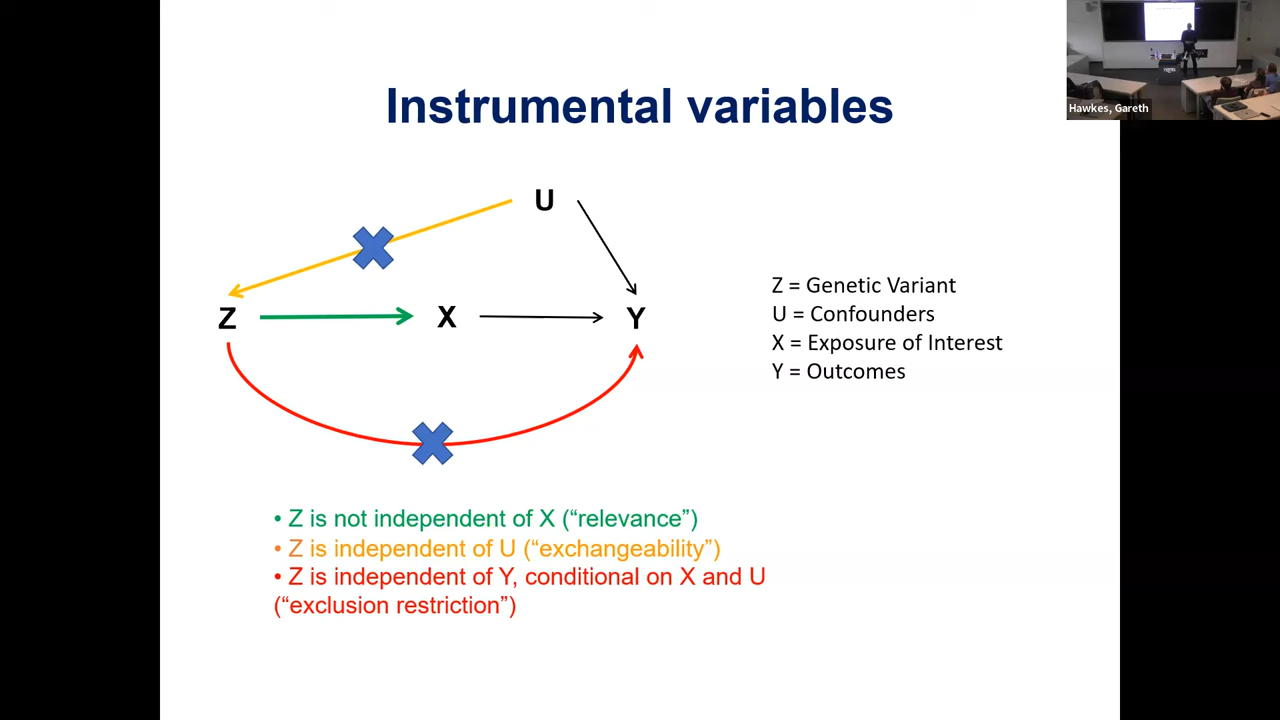 Instrumental variables
Hawkes, Gareth
U
Z
X
Y
Z = Genetic Variant
U = Confounders
X = Exposure of Interest
Y = Outcomes
• Z is not independent of X (“relevance”)
• Z is independent of U (“exchangeability”)
• Z is independent of Y, conditional on X and U
(“exclusion restriction”)